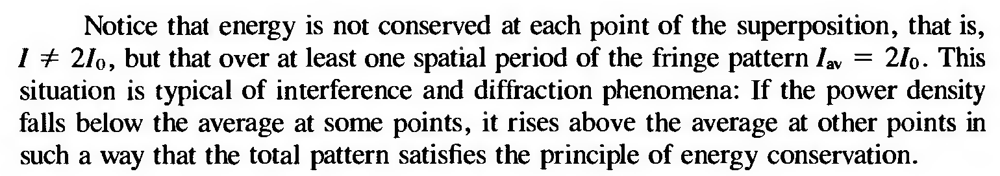 Notice that energy is not conserved at each point of the superposition, that is,
I ≠ 2I₀, but that over at least one spatial period of the fringe pattern Iₐᵥ = 2I₀. This
situation is typical of interference and diffraction phenomena: If the power density
falls below the average at some points, it rises above the average at other points in
such a way that the total pattern satisfies the principle of energy conservation.